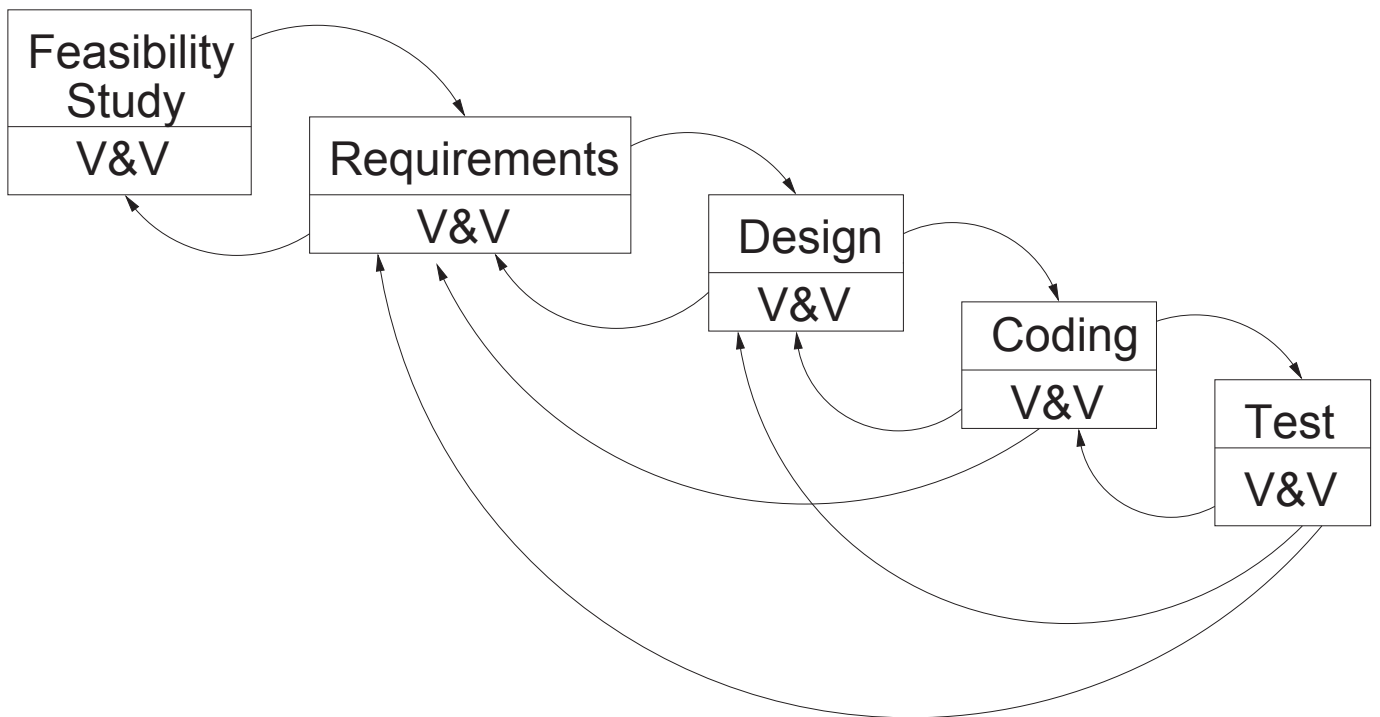 Feasibility
Study
V&V
Requirements
V&V
Design
V&V
Coding
V&V
Test
V&V